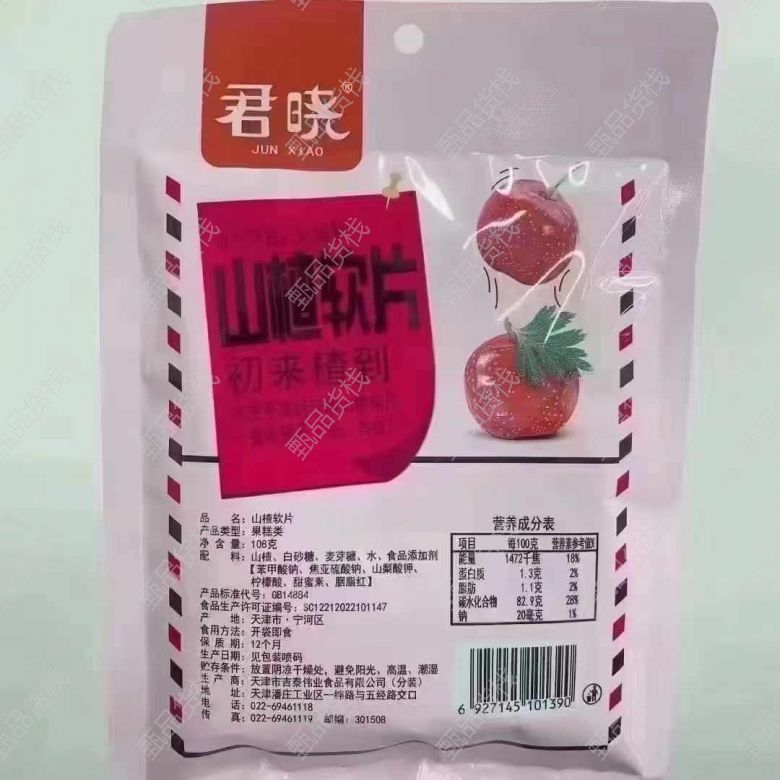 君晓®
JUN XIAO
山楂软片
初来楂到
品 名：山楂软片
产品类型：果糕类
净 含 量：106克
配 料：山楂、白砂糖、麦芽糖、水、食品添加剂
【苯甲酸钠、焦亚硫酸钠、山梨酸钾、
柠檬酸、甜蜜素、胭脂红】
产品标准代号：GB14884
食品生产许可证编号：SC12212022101147
产 地：天津市·宁河区
食用方法：开袋即食
保 质 期：12个月
生产日期：见包装喷码
贮存条件：放置阴凉干燥处，避免阳光、高温、潮湿
生 产 商：天津市吉泰伟业食品有限公司（分装）
地 址：天津潘庄工业区一纬路与五经路交口
电 话：022-69461118
传 真：022-69461119 邮编：301508
营养成分表
项目 每100克 营养素参考值%
能量 1472千焦 18%
蛋白质 1.3克 2%
脂肪 1.1克 2%
碳水化合物 82.9克 28%
钠 20毫克 1%
6 927145 101390
甄品货栈